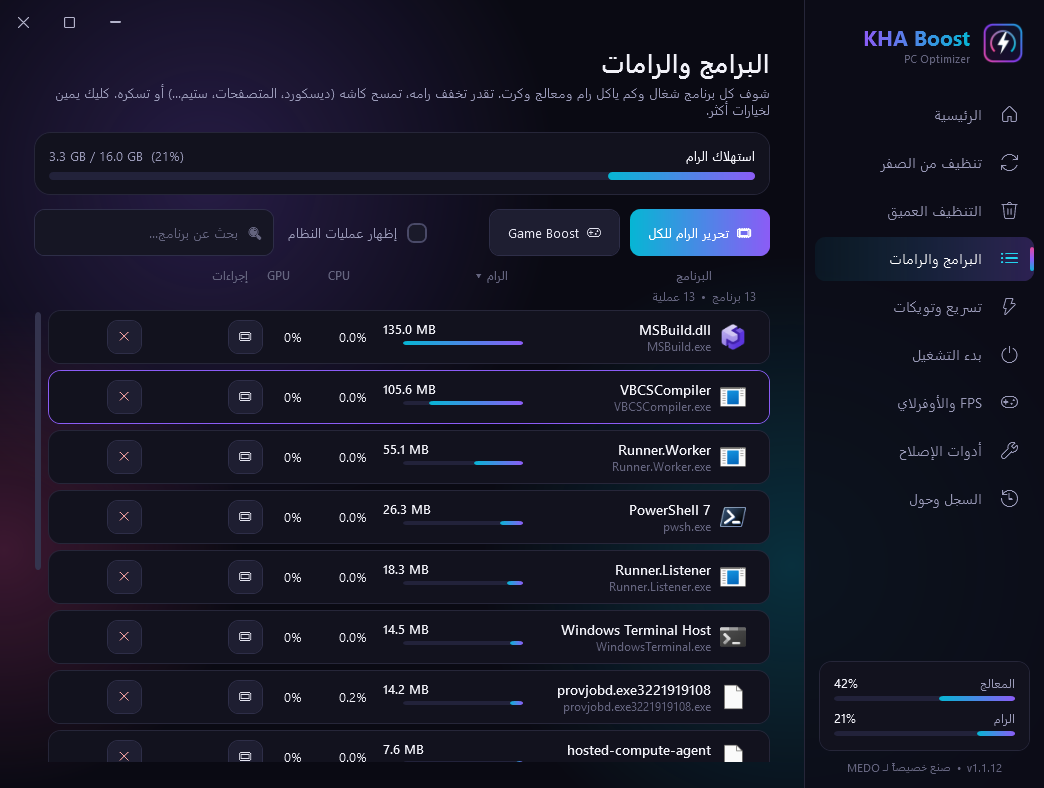 KHA Boost
PC Optimizer
الرئيسية
تنظيف من الصفر
التنظيف العميق
البرامج والرامات
تسريع وتويكات
بدء التشغيل
FPS والأوفرلاي
أدوات الإصلاح
السجل وحول
المعالج 42%
الرام 21%
v1.1.12 • صنع خصيصاً لـ MEDO
البرامج والرامات
شوف كل برنامج شغال وكم ياكل رام ومعالج وكرت. تقدر تخفف رامه، تمسح كاشه (ديسكورد، المتصفحات، ستيم...) أو تسكره. كليك يمين
لخيارات أكثر.
استهلاك الرام 3.3 GB / 16.0 GB (21%)
تحرير الرام للكل
Game Boost
إظهار عمليات النظام
بحث عن برنامج...
البرنامج الرام ▼ CPU GPU إجراءات
13 برنامج • 13 عملية
MSBuild.dll 135.0 MB 0.0% 0%
MSBuild.exe
VBCSCompiler 105.6 MB 0.0% 0%
VBCSCompiler.exe
Runner.Worker 55.1 MB 0.0% 0%
Runner.Worker.exe
PowerShell 7 26.3 MB 0.0% 0%
pwsh.exe
Runner.Listener 18.3 MB 0.0% 0%
Runner.Listener.exe
Windows Terminal Host 14.5 MB 0.0% 0%
WindowsTerminal.exe
provjobd.exe3221919108 14.2 MB 0.2% 0%
provjobd.exe3221919108.exe
hosted-compute-agent 7.6 MB 0.0% 0%